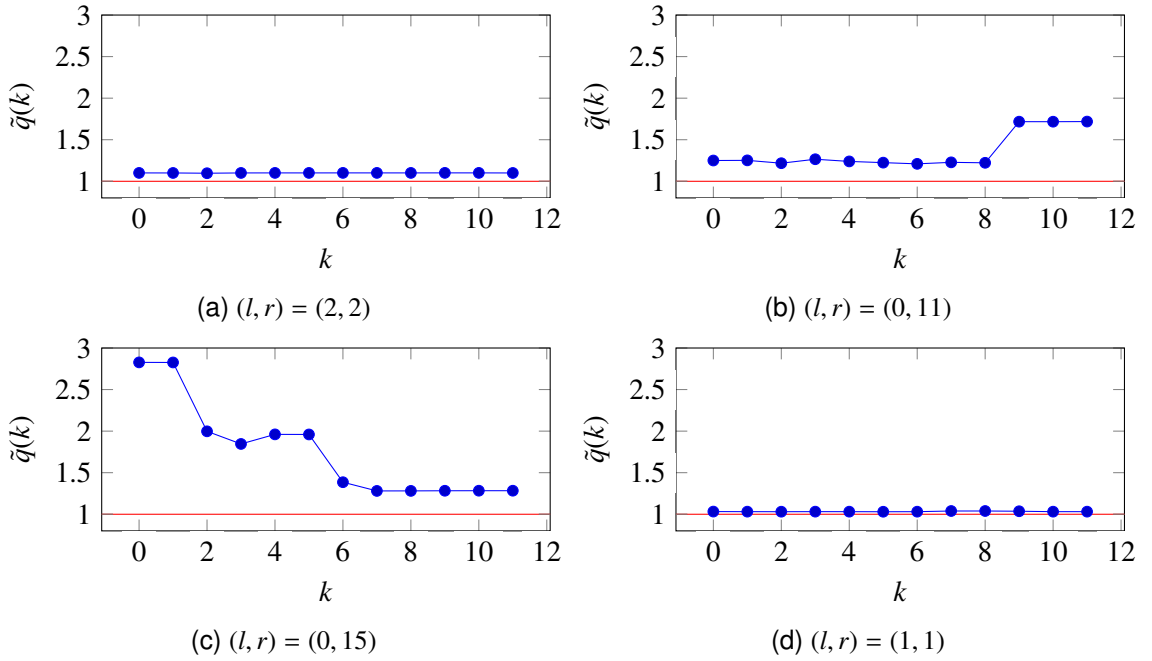 3
2.5
2
1.5
1
q̃(k)
0 2 4 6 8 10 12
k
(a) (l, r) = (2, 2)
3
2.5
2
1.5
1
q̃(k)
0 2 4 6 8 10 12
k
(b) (l, r) = (0, 11)
3
2.5
2
1.5
1
q̃(k)
0 2 4 6 8 10 12
k
(c) (l, r) = (0, 15)
3
2.5
2
1.5
1
q̃(k)
0 2 4 6 8 10 12
k
(d) (l, r) = (1, 1)